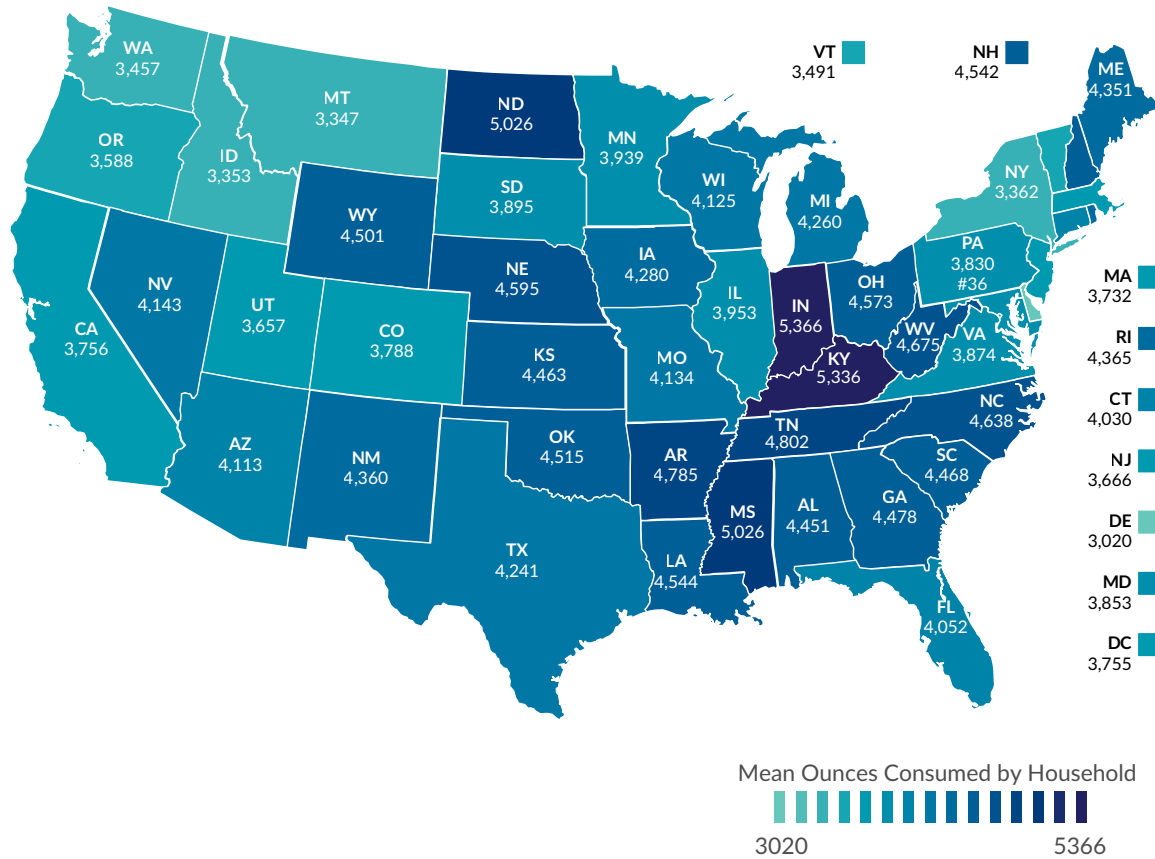 WA
3,457
MT
3,347
ND
5,026
MN
3,939
VT
3,491
NH
4,542
ME
4,351
OR
3,588
ID
3,353
SD
3,895
WI
4,125
MI
4,260
NY
3,362
WY
4,501
NE
4,595
IA
4,280
PA
3,830
#36
NV
4,143
UT
3,657
CO
3,788
IL
3,953
IN
5,366
OH
4,573
WV
4,675
VA
3,874
MA
3,732
CA
3,756
KS
4,463
MO
4,134
KY
5,336
RI
4,365
AZ
4,113
NM
4,360
OK
4,515
AR
4,785
TN
4,802
NC
4,638
SC
4,468
CT
4,030
NJ
3,666
TX
4,241
LA
4,544
MS
5,026
AL
4,451
GA
4,478
DE
3,020
FL
4,052
MD
3,853
DC
3,755
Mean Ounces Consumed by Household
3020
5366